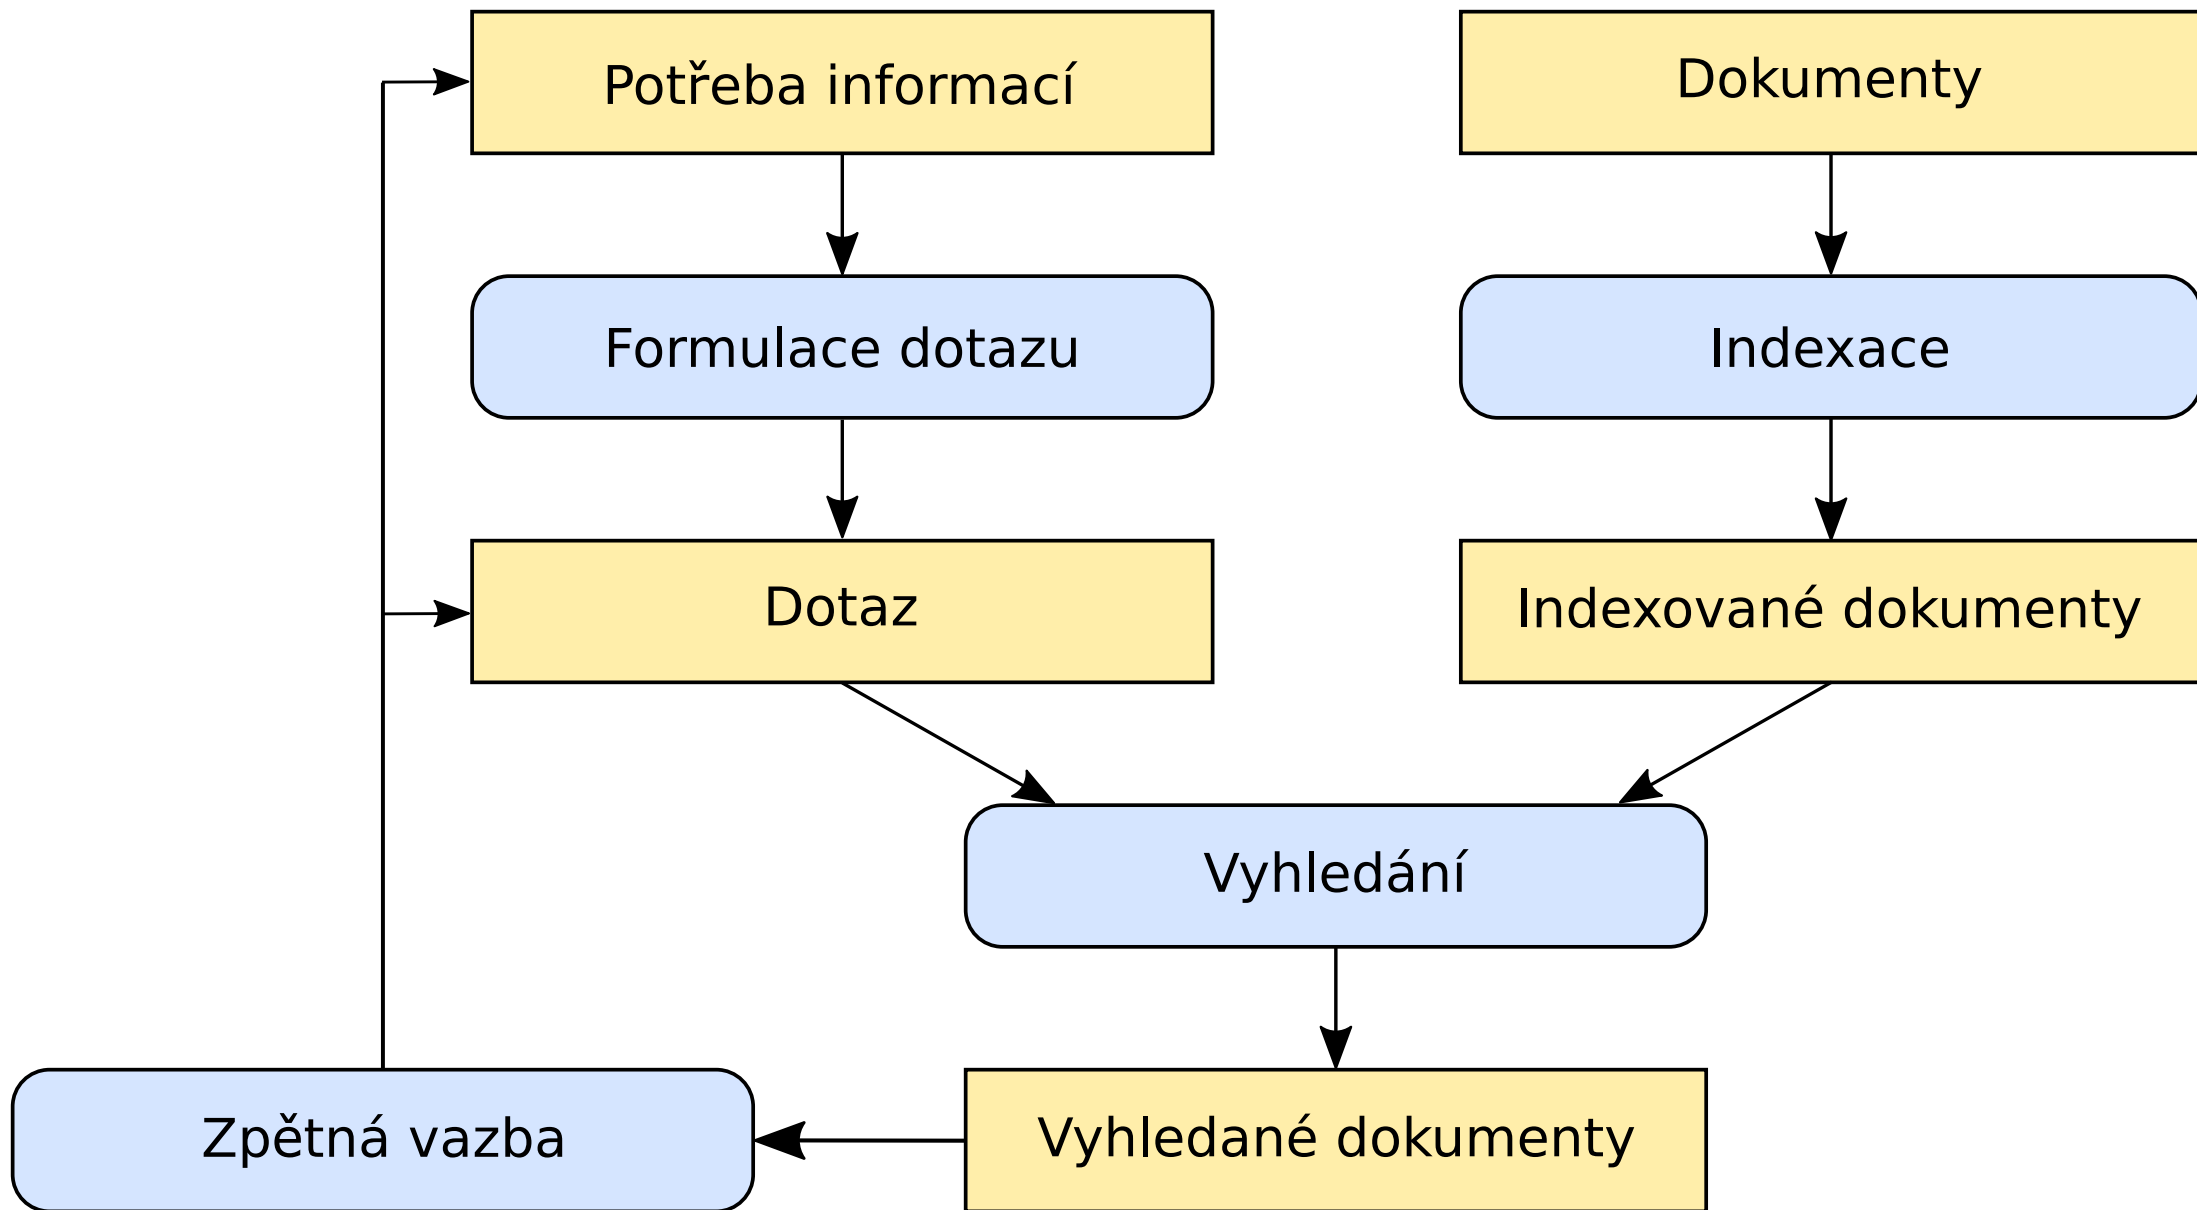 Potřeba informací
Dokumenty
Formulace dotazu
Indexace
Dotaz
Indexované dokumenty
Vyhledání
Zpětná vazba
Vyhledané dokumenty